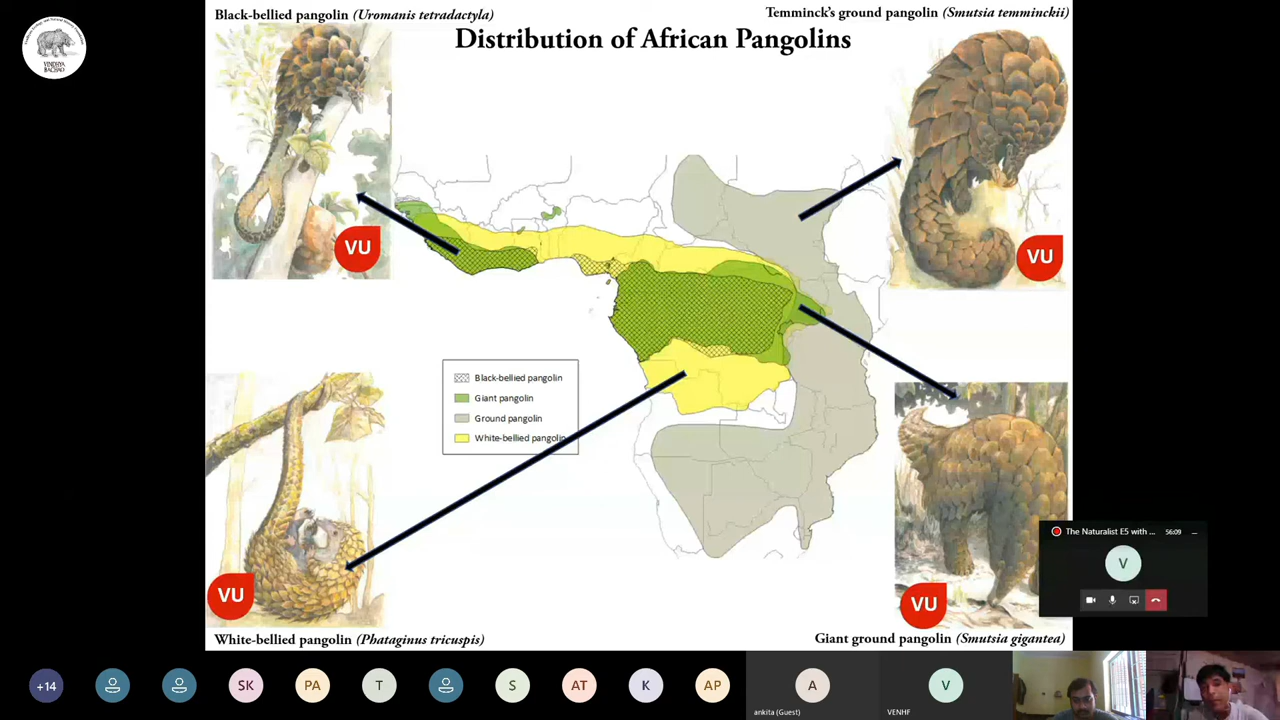 Black-bellied pangolin (Uromanis tetradactyla)
Temminck's ground pangolin (Smutsia temminckii)
Distribution of African Pangolins
VINDHYA
BACHAO
VU
VU
Black-bellied pangolin
Giant pangolin
Ground pangolin
White-bellied pangolin
The Naturalist E5 with ...
56:09
V
VU
VU
White-bellied pangolin (Phataginus tricuspis)
Giant ground pangolin (Smutsia gigantea)
+14
SK
PA
T
S
AT
K
AP
A
V
ankita (Guest)
VENHF